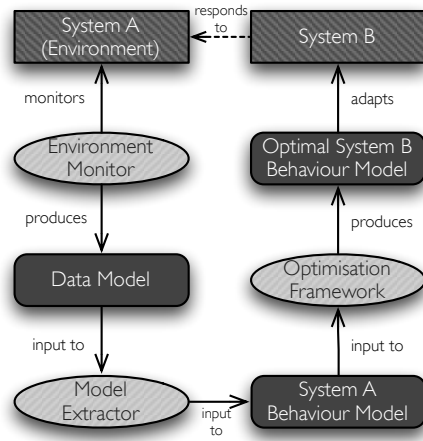 System A
(Environment)
responds
to
System B
monitors
adapts
Environment
Monitor
Optimal System B
Behaviour Model
produces
produces
Data Model
Optimisation
Framework
input to
input to
Model
Extractor
input
to
System A
Behaviour Model